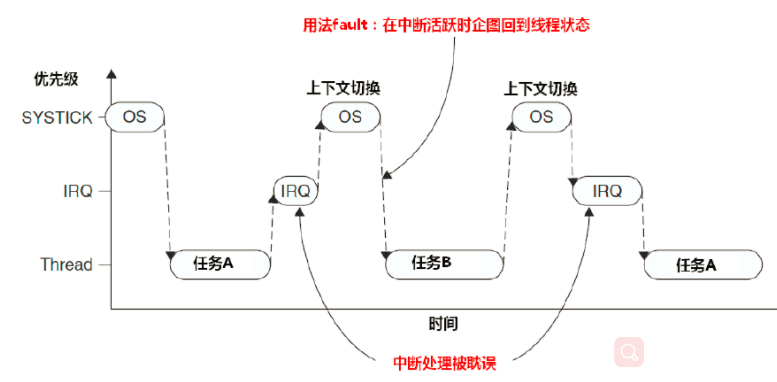 用法fault：在中断活跃时企图回到线程状态
优先级
上下文切换
上下文切换
SYSTICK
OS
OS
OS
IRQ
IRQ
IRQ
Thread
任务A
任务B
任务A
时间
中断处理被耽误